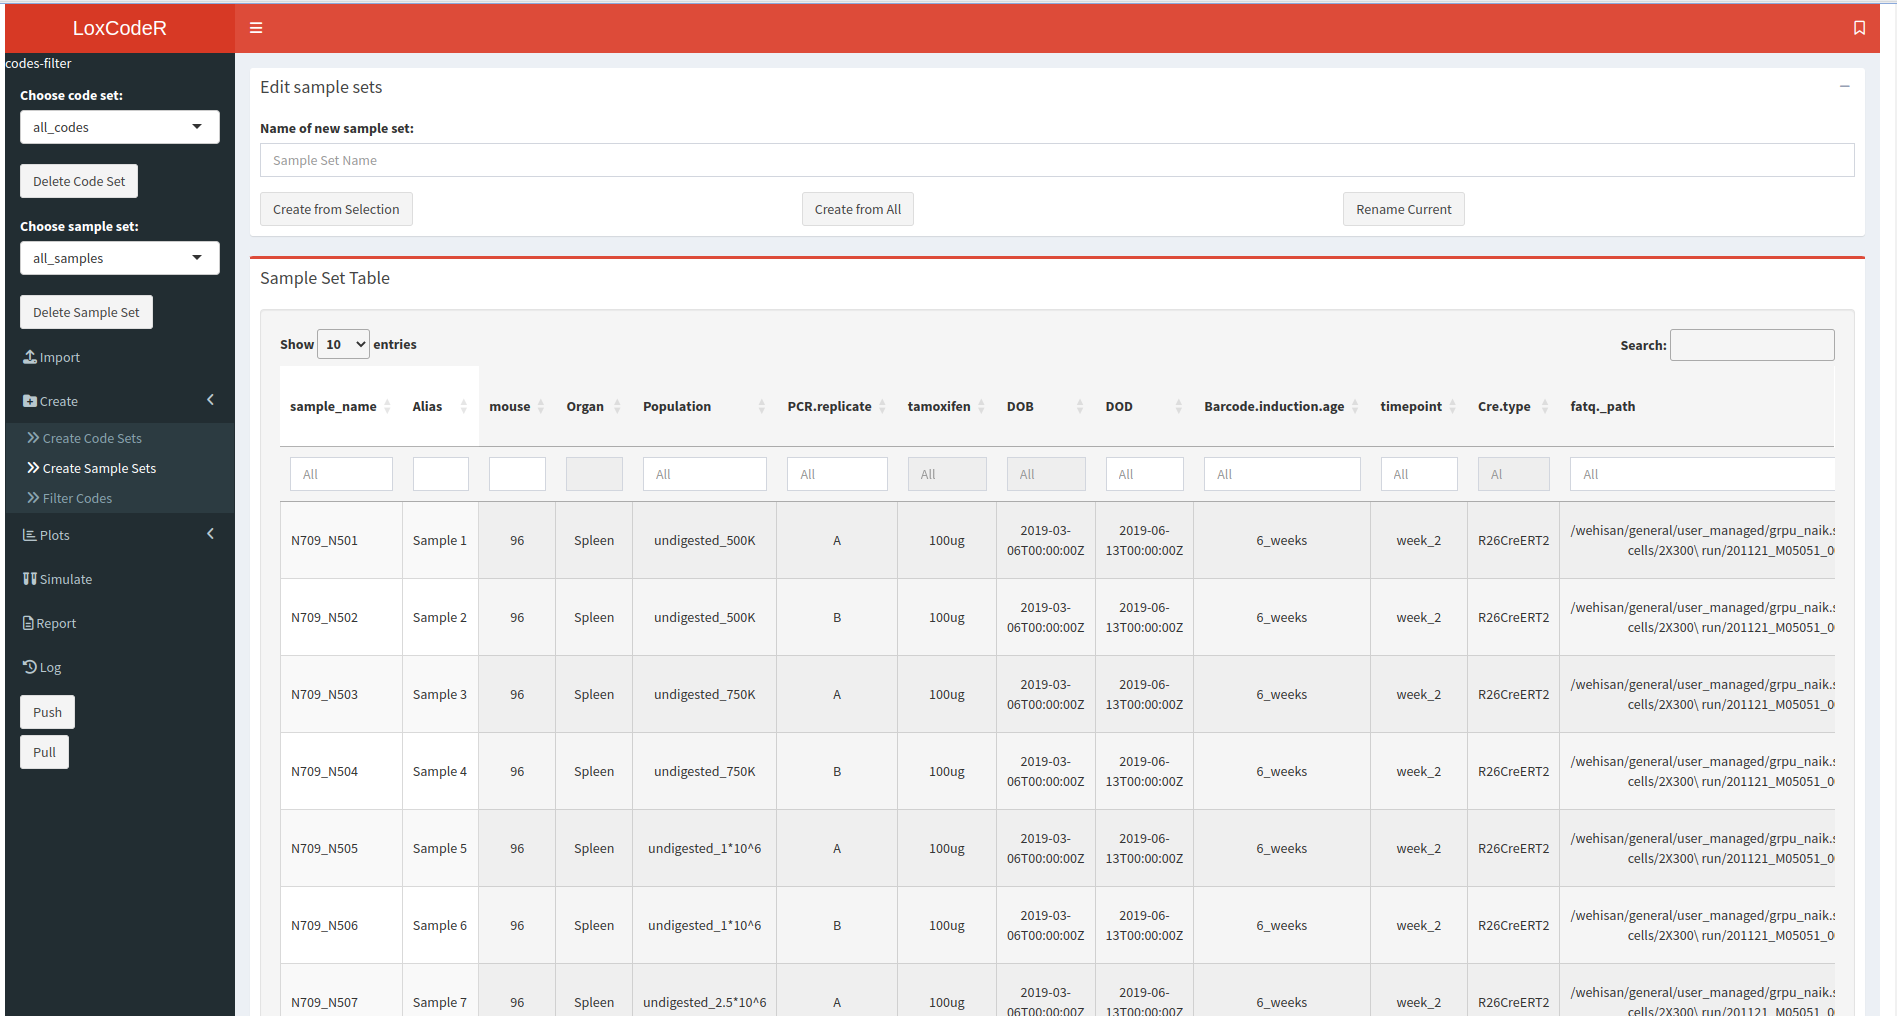 LoxCodeR
codes-filter
Choose code set:
all_codes
Delete Code Set
Choose sample set:
all_samples
Delete Sample Set
Import
Create
Create Code Sets
Create Sample Sets
Filter Codes
Plots
Simulate
Report
Log
Push
Pull
Edit sample sets
Name of new sample set:
Sample Set Name
Create from Selection Create from All Rename Current
Sample Set Table
Show 10 entries Search:
sample_name Alias mouse Organ Population PCR.replicate tamoxifen DOB DOD Barcode.induction.age timepoint Cre.type fatq._path
All All All All All All All All Al All
2019-03- 2019-06- /wehisan/general/user_managed/grpu_naik.s
N709_N501 Sample 1 96 Spleen undigested_500K A 100ug 6_weeks week_2 R26CreERT2
06T00:00:00Z 13T00:00:00Z cells/2X300\ run/201121_M05051_0
2019-03- 2019-06- /wehisan/general/user_managed/grpu_naik.s
N709_N502 Sample 2 96 Spleen undigested_500K B 100ug 6_weeks week_2 R26CreERT2
06T00:00:00Z 13T00:00:00Z cells/2X300\ run/201121_M05051_0
2019-03- 2019-06- /wehisan/general/user_managed/grpu_naik.s
N709_N503 Sample 3 96 Spleen undigested_750K A 100ug 6_weeks week_2 R26CreERT2
06T00:00:00Z 13T00:00:00Z cells/2X300\ run/201121_M05051_0
2019-03- 2019-06- /wehisan/general/user_managed/grpu_naik.s
N709_N504 Sample 4 96 Spleen undigested_750K B 100ug 6_weeks week_2 R26CreERT2
06T00:00:00Z 13T00:00:00Z cells/2X300\ run/201121_M05051_0
2019-03- 2019-06- /wehisan/general/user_managed/grpu_naik.s
N709_N505 Sample 5 96 Spleen undigested_1*10^6 A 100ug 6_weeks week_2 R26CreERT2
06T00:00:00Z 13T00:00:00Z cells/2X300\ run/201121_M05051_0
2019-03- 2019-06- /wehisan/general/user_managed/grpu_naik.s
N709_N506 Sample 6 96 Spleen undigested_1*10^6 B 100ug 6_weeks week_2 R26CreERT2
06T00:00:00Z 13T00:00:00Z cells/2X300\ run/201121_M05051_0
2019-03- 2019-06- /wehisan/general/user_managed/grpu_naik.s
N709_N507 Sample 7 96 Spleen undigested_2.5*10^6 A 100ug 6_weeks week_2 R26CreERT2
06T00:00:00Z 13T00:00:00Z cells/2X300\ run/201121_M05051_0